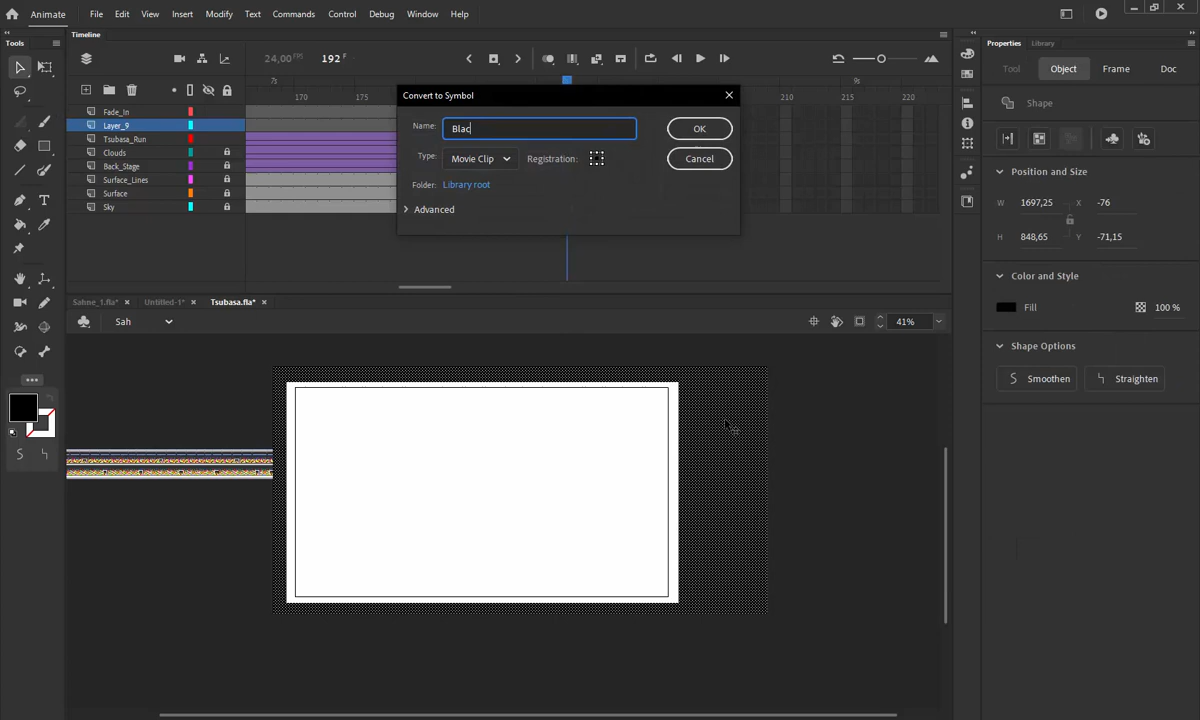 Animate File Edit View Insert Modify Text Commands Control Debug Window Help
Tools
Timeline
24,00 FPS 192 F
7s 9s
170 175 210 215 220
Fade_In
Layer_9
Tsubasa_Run
Clouds
Back_Stage
Surface_Lines
Surface
Sky
Convert to Symbol
Name: Blac OK
Type: Movie Clip Registration: Cancel
Folder: Library root
Advanced
Sahne_1.fla* Untitled-1* Tsubasa.fla*
Sah 41%
Properties Library
Tool Object Frame Doc
Shape
Position and Size
W 1697,25 X -76
H 848,65 Y -71,15
Color and Style
Fill 100 %
Shape Options
Smoothen Straighten